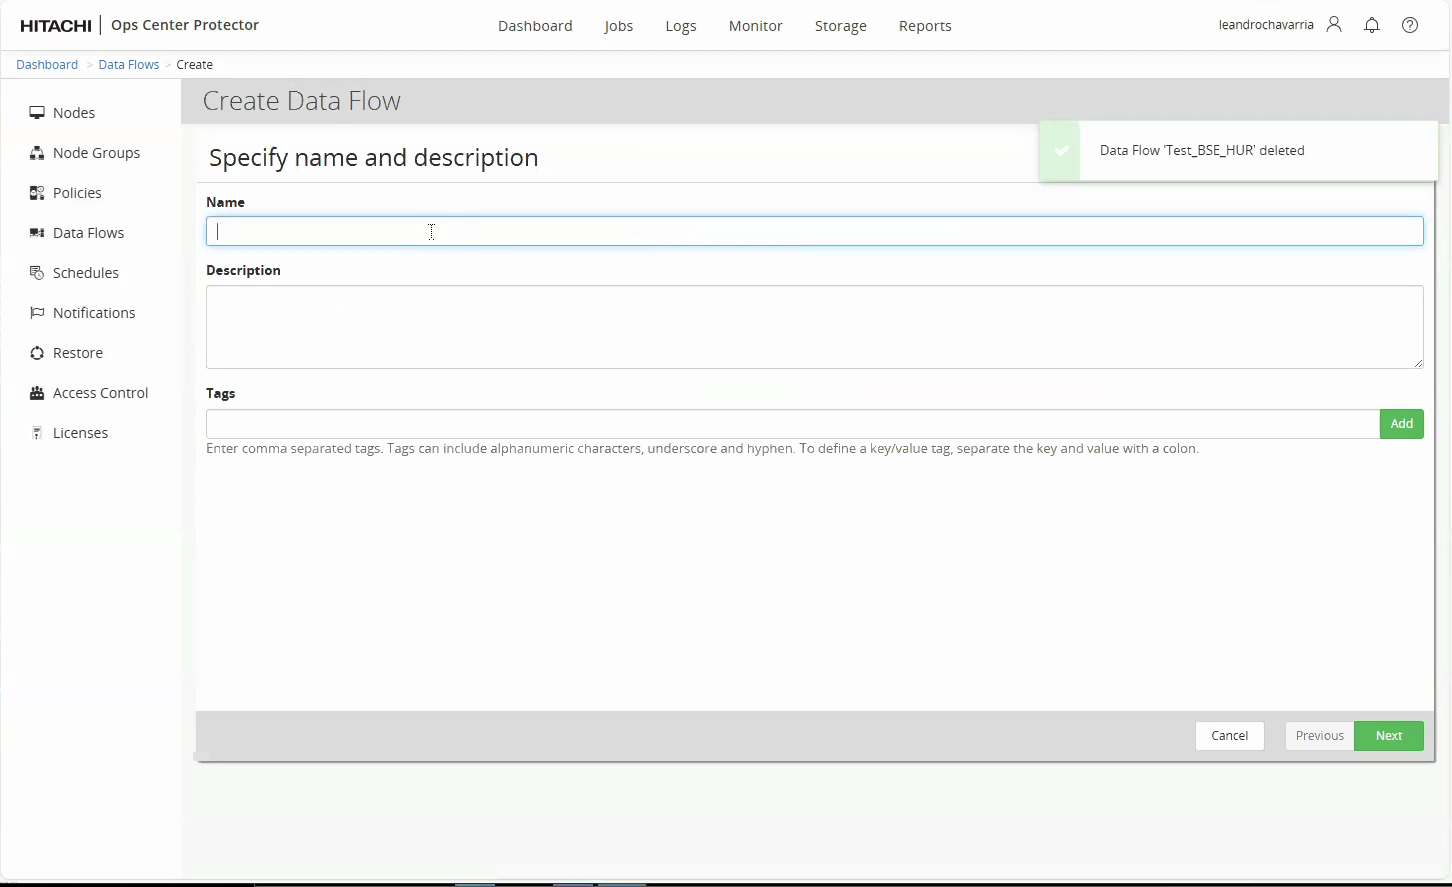 HITACHI | Ops Center Protector
Dashboard Jobs Logs Monitor Storage Reports
leandrochavarria
Dashboard > Data Flows > Create
Nodes
Node Groups
Policies
Data Flows
Schedules
Notifications
Restore
Access Control
Licenses
Create Data Flow
Data Flow 'Test_BSE_HUR' deleted
Specify name and description
Name
Description
Tags
Add
Enter comma separated tags. Tags can include alphanumeric characters, underscore and hyphen. To define a key/value tag, separate the key and value with a colon.
Cancel Previous Next